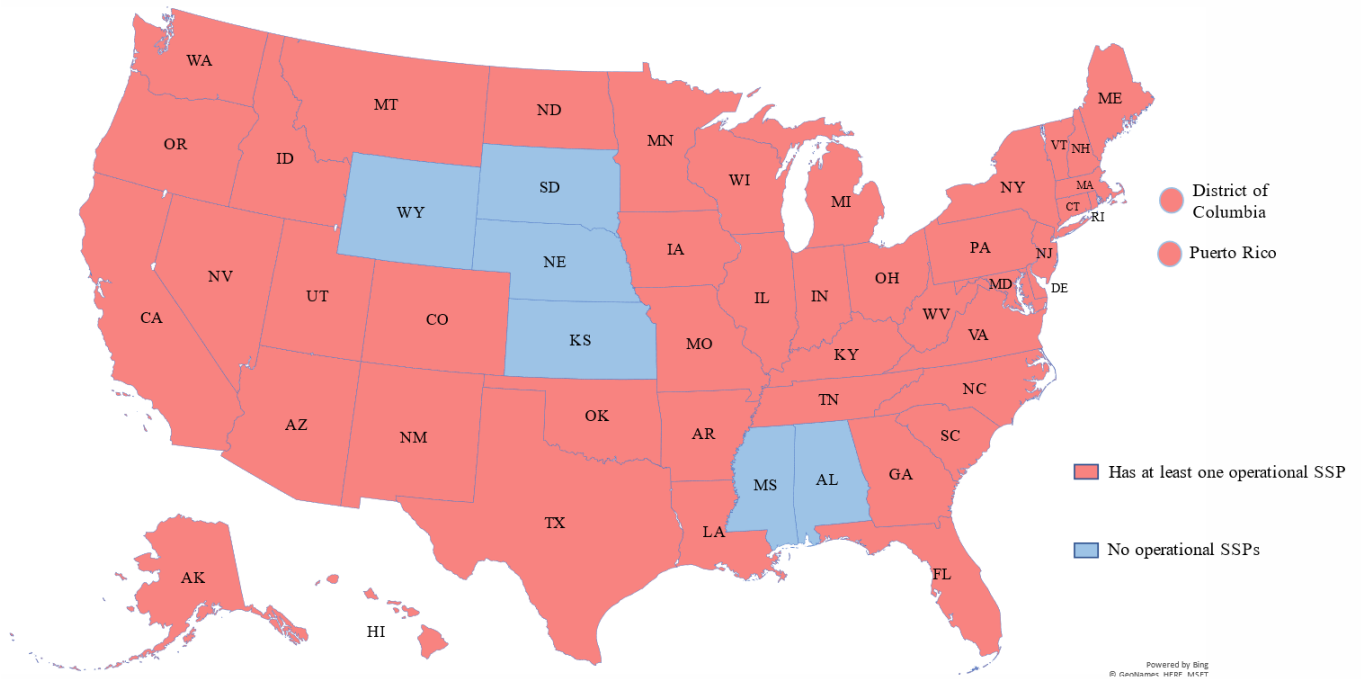 WA
MT
ND
MN
ME
OR
ID
SD
WI
MI
VT
NH
NY
MA
CT
RI
WY
IA
PA
NJ
NE
NV
UT
CO
IL
IN
OH
MD
DE
WV
VA
CA
KS
MO
KY
AZ
NM
OK
AR
TN
NC
SC
MS
AL
GA
TX
LA
FL
AK
HI
District of
Columbia
Puerto Rico
Has at least one operational SSP
No operational SSPs
Powered by Bing
© GeoNames, HERE, MSFT